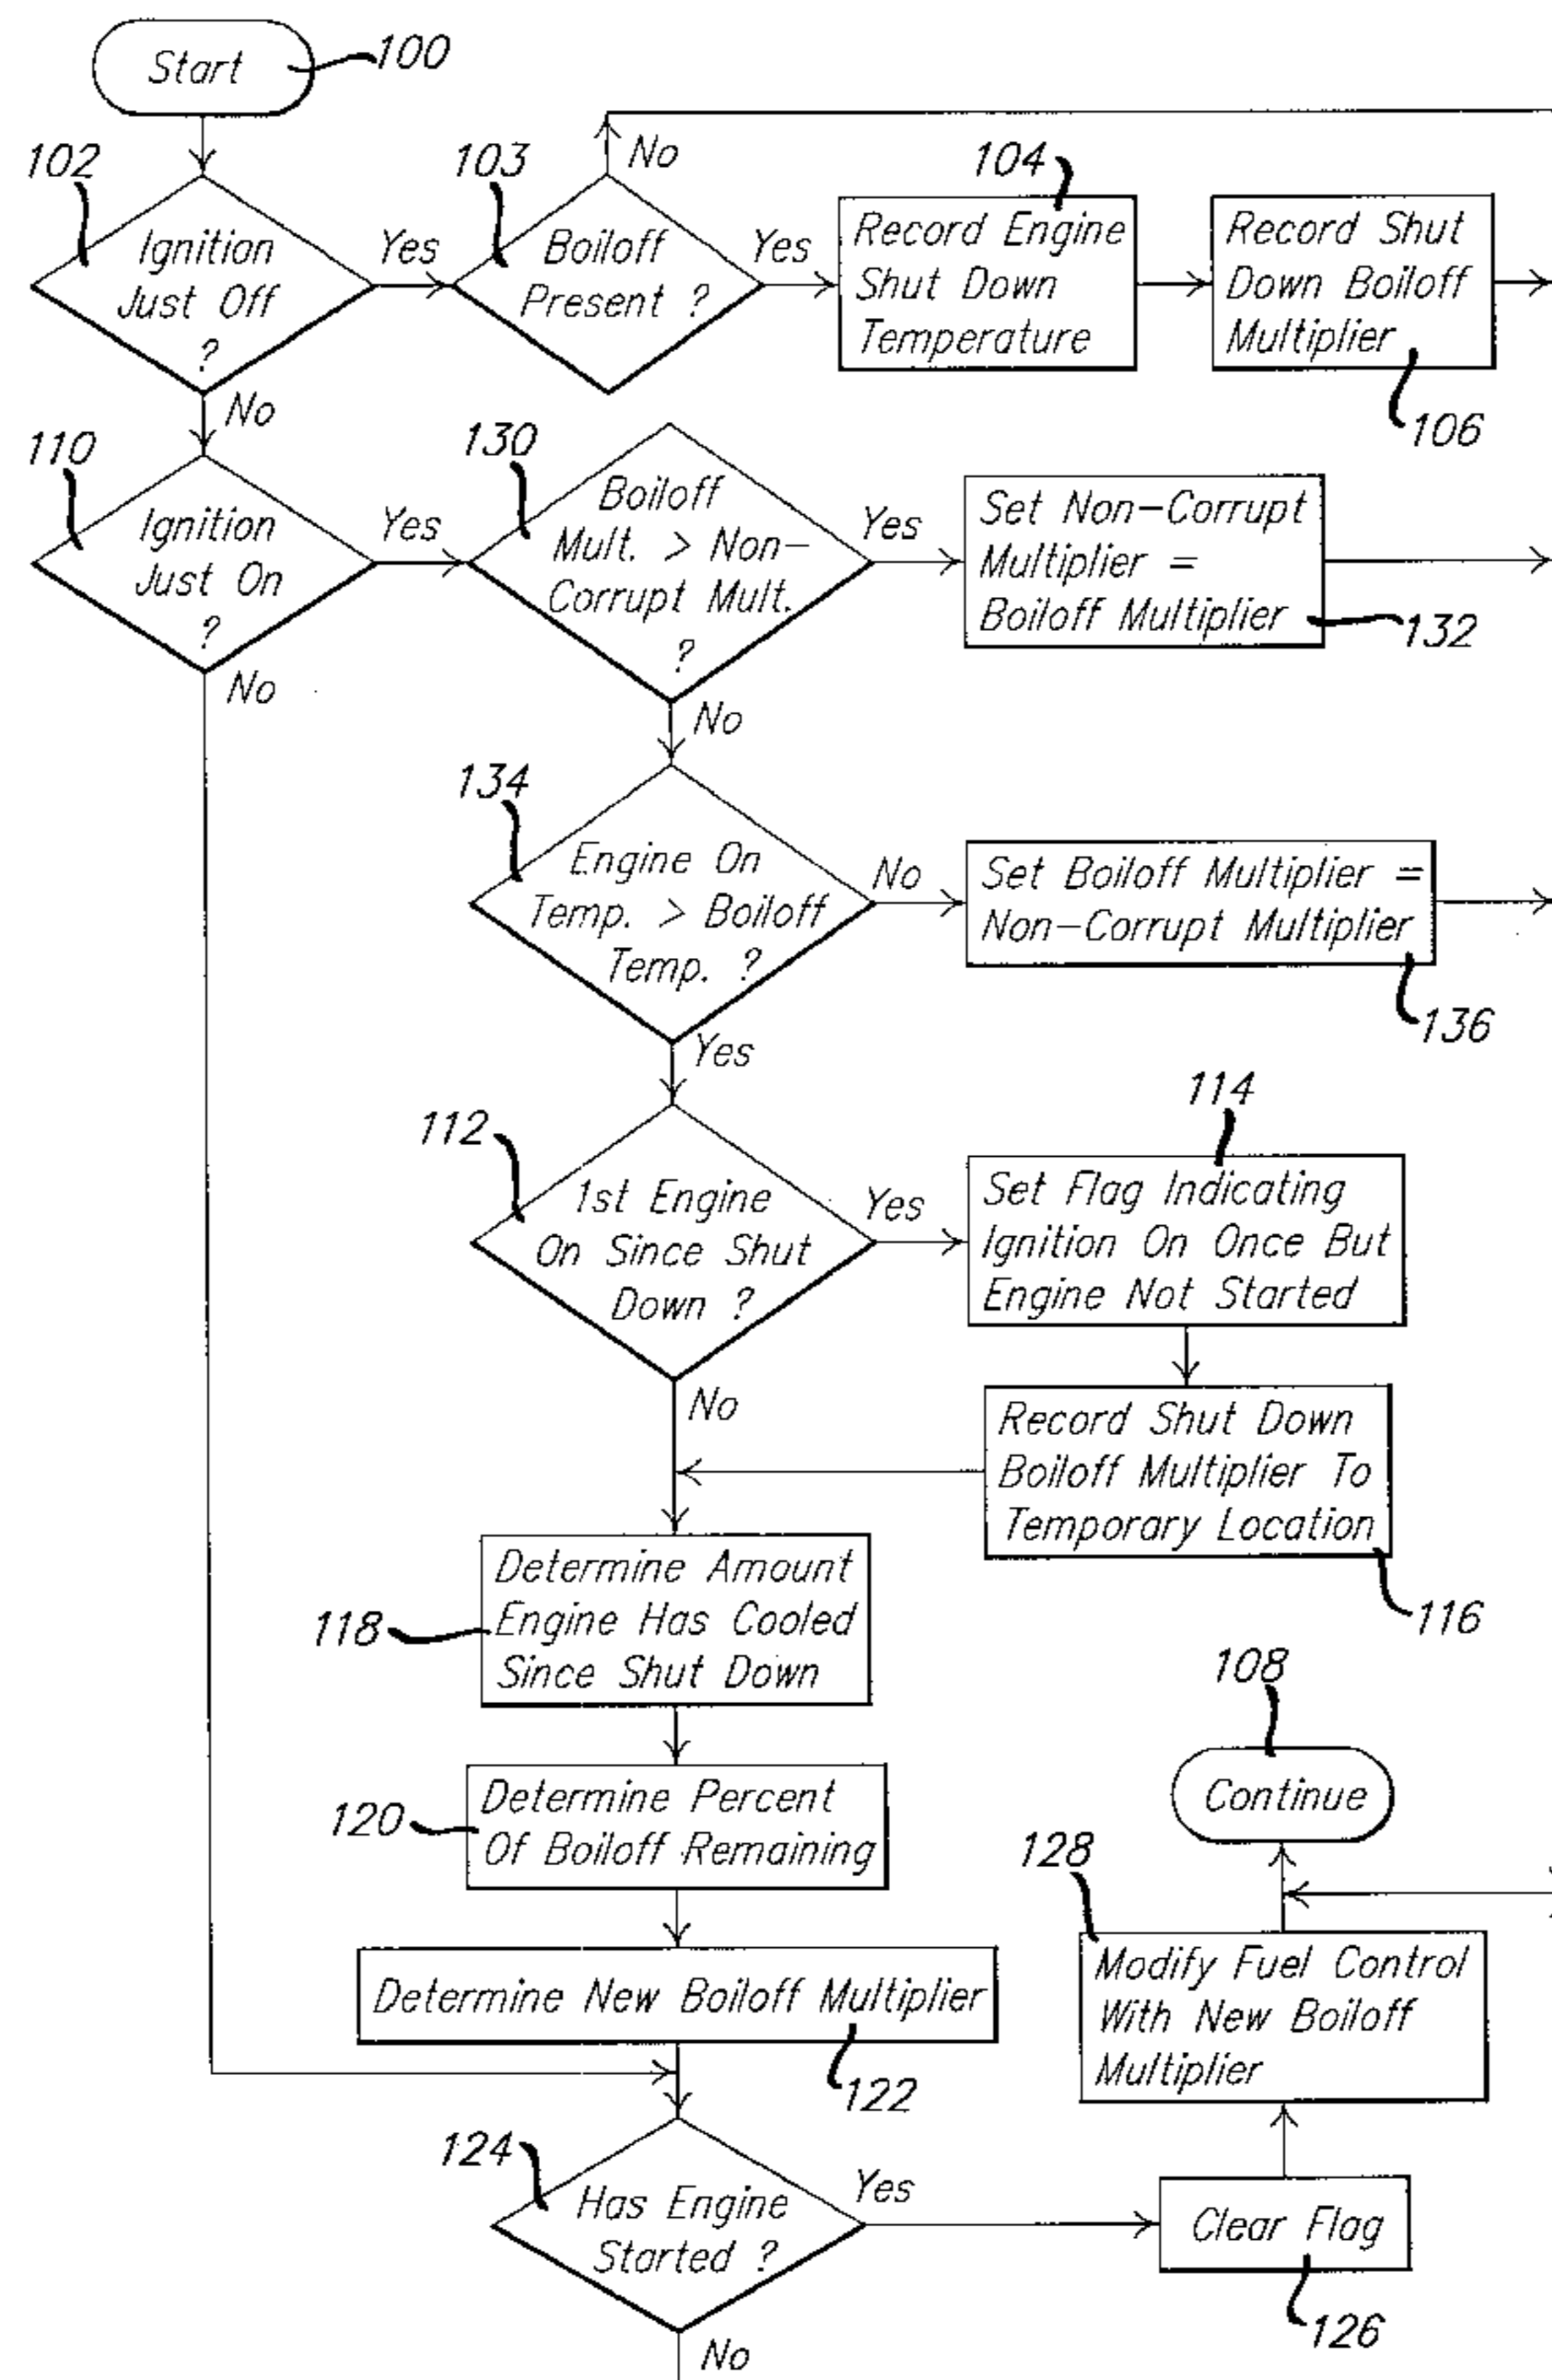 Start
100
102
Ignition
Just Off
?
Yes
No
103
Boiloff
Present ?
No
Yes
104
Record Engine
Shut Down
Temperature
Record Shut
Down Boiloff
Multiplier
106
110
Ignition
Just On
?
Yes
No
130
Boiloff
Mult. > Non-
Corrupt Mult.
?
Yes
No
Set Non-Corrupt
Multiplier =
Boiloff Multiplier
132
134
Engine On
Temp. > Boiloff
Temp. ?
No
Yes
Set Boiloff Multiplier =
Non-Corrupt Multiplier
136
112
1st Engine
On Since Shut
Down ?
Yes
No
114
Set Flag Indicating
Ignition On Once But
Engine Not Started
Record Shut Down
Boiloff Multiplier To
Temporary Location
116
118
Determine Amount
Engine Has Cooled
Since Shut Down
120
Determine Percent
Of Boiloff Remaining
Determine New Boiloff Multiplier
122
124
Has Engine
Started ?
Yes
No
Clear Flag
126
128
Modify Fuel Control
With New Boiloff
Multiplier
108
Continue